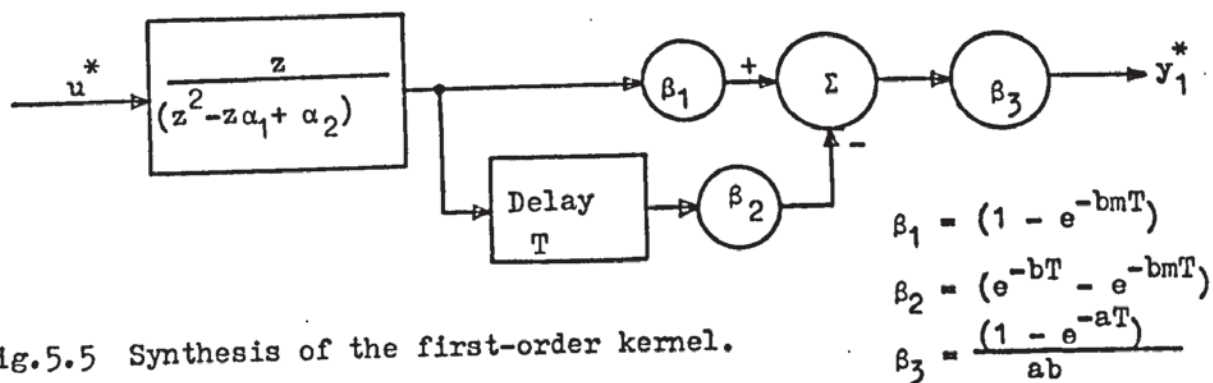 u*
z
(z²-zα₁+ α₂)
β₁
+
Σ
β₃
y₁*
-
Delay
T
β₂
β₁ = (1 - e^-bmT)
β₂ = (e^-bT - e^-bmT)
β₃ = (1 - e^-aT)
ab
ig.5.5 Synthesis of the first-order kernel.